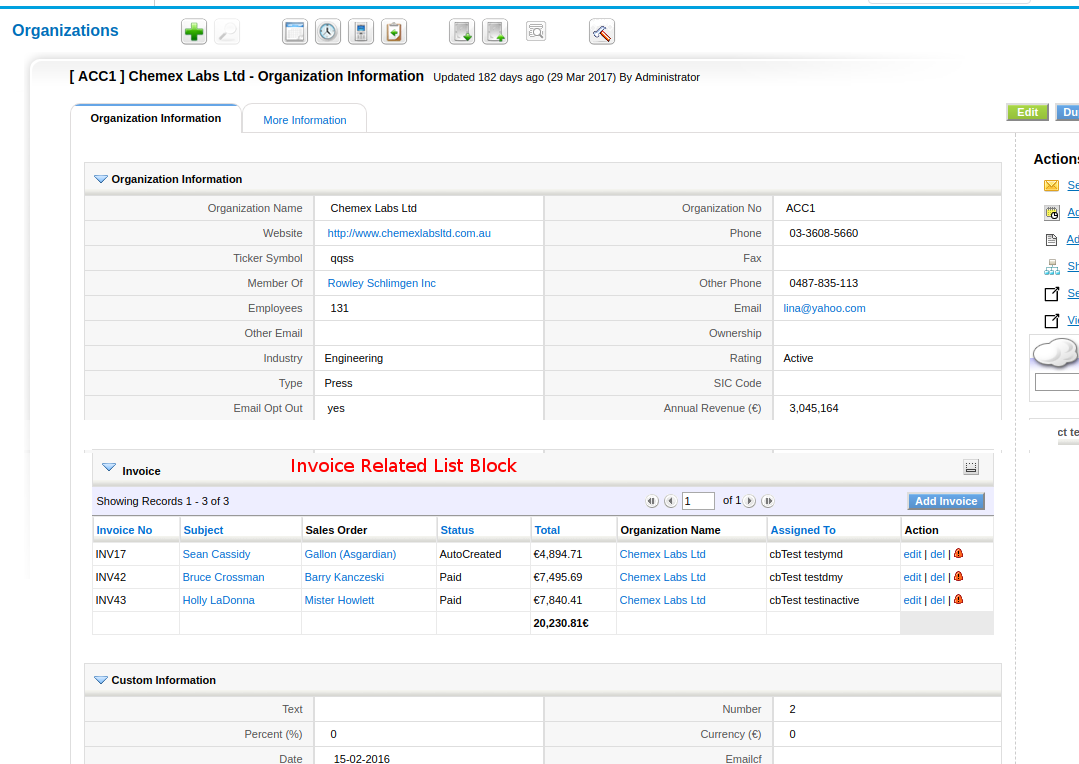 Organizations
[ ACC1 ] Chemex Labs Ltd - Organization Information Updated 182 days ago (29 Mar 2017) By Administrator
Organization Information More Information Edit Du
Actions
Organization Information
Organization Name Chemex Labs Ltd Organization No ACC1
Website http://www.chemexlabsltd.com.au Phone 03-3608-5660
Ticker Symbol qqss Fax
Member Of Rowley Schlimgen Inc Other Phone 0487-835-113
Employees 131 Email lina@yahoo.com
Other Email Ownership
Industry Engineering Rating Active
Type Press SIC Code
Email Opt Out yes Annual Revenue (€) 3,045,164
Se
Ad
Ad
Sh
Se
Vi
ct te
Invoice Invoice Related List Block
Showing Records 1 - 3 of 3 1 of 1 Add Invoice
Invoice No Subject Sales Order Status Total Organization Name Assigned To Action
INV17 Sean Cassidy Gallon (Asgardian) AutoCreated €4,894.71 Chemex Labs Ltd cbTest testymd edit | del |
INV42 Bruce Crossman Barry Kanczeski Paid €7,495.69 Chemex Labs Ltd cbTest testdmy edit | del |
INV43 Holly LaDonna Mister Howlett Paid €7,840.41 Chemex Labs Ltd cbTest testinactive edit | del |
20,230.81€
Custom Information
Text Number 2
Percent (%) 0 Currency (€) 0
Date 15-02-2016 Emailcf